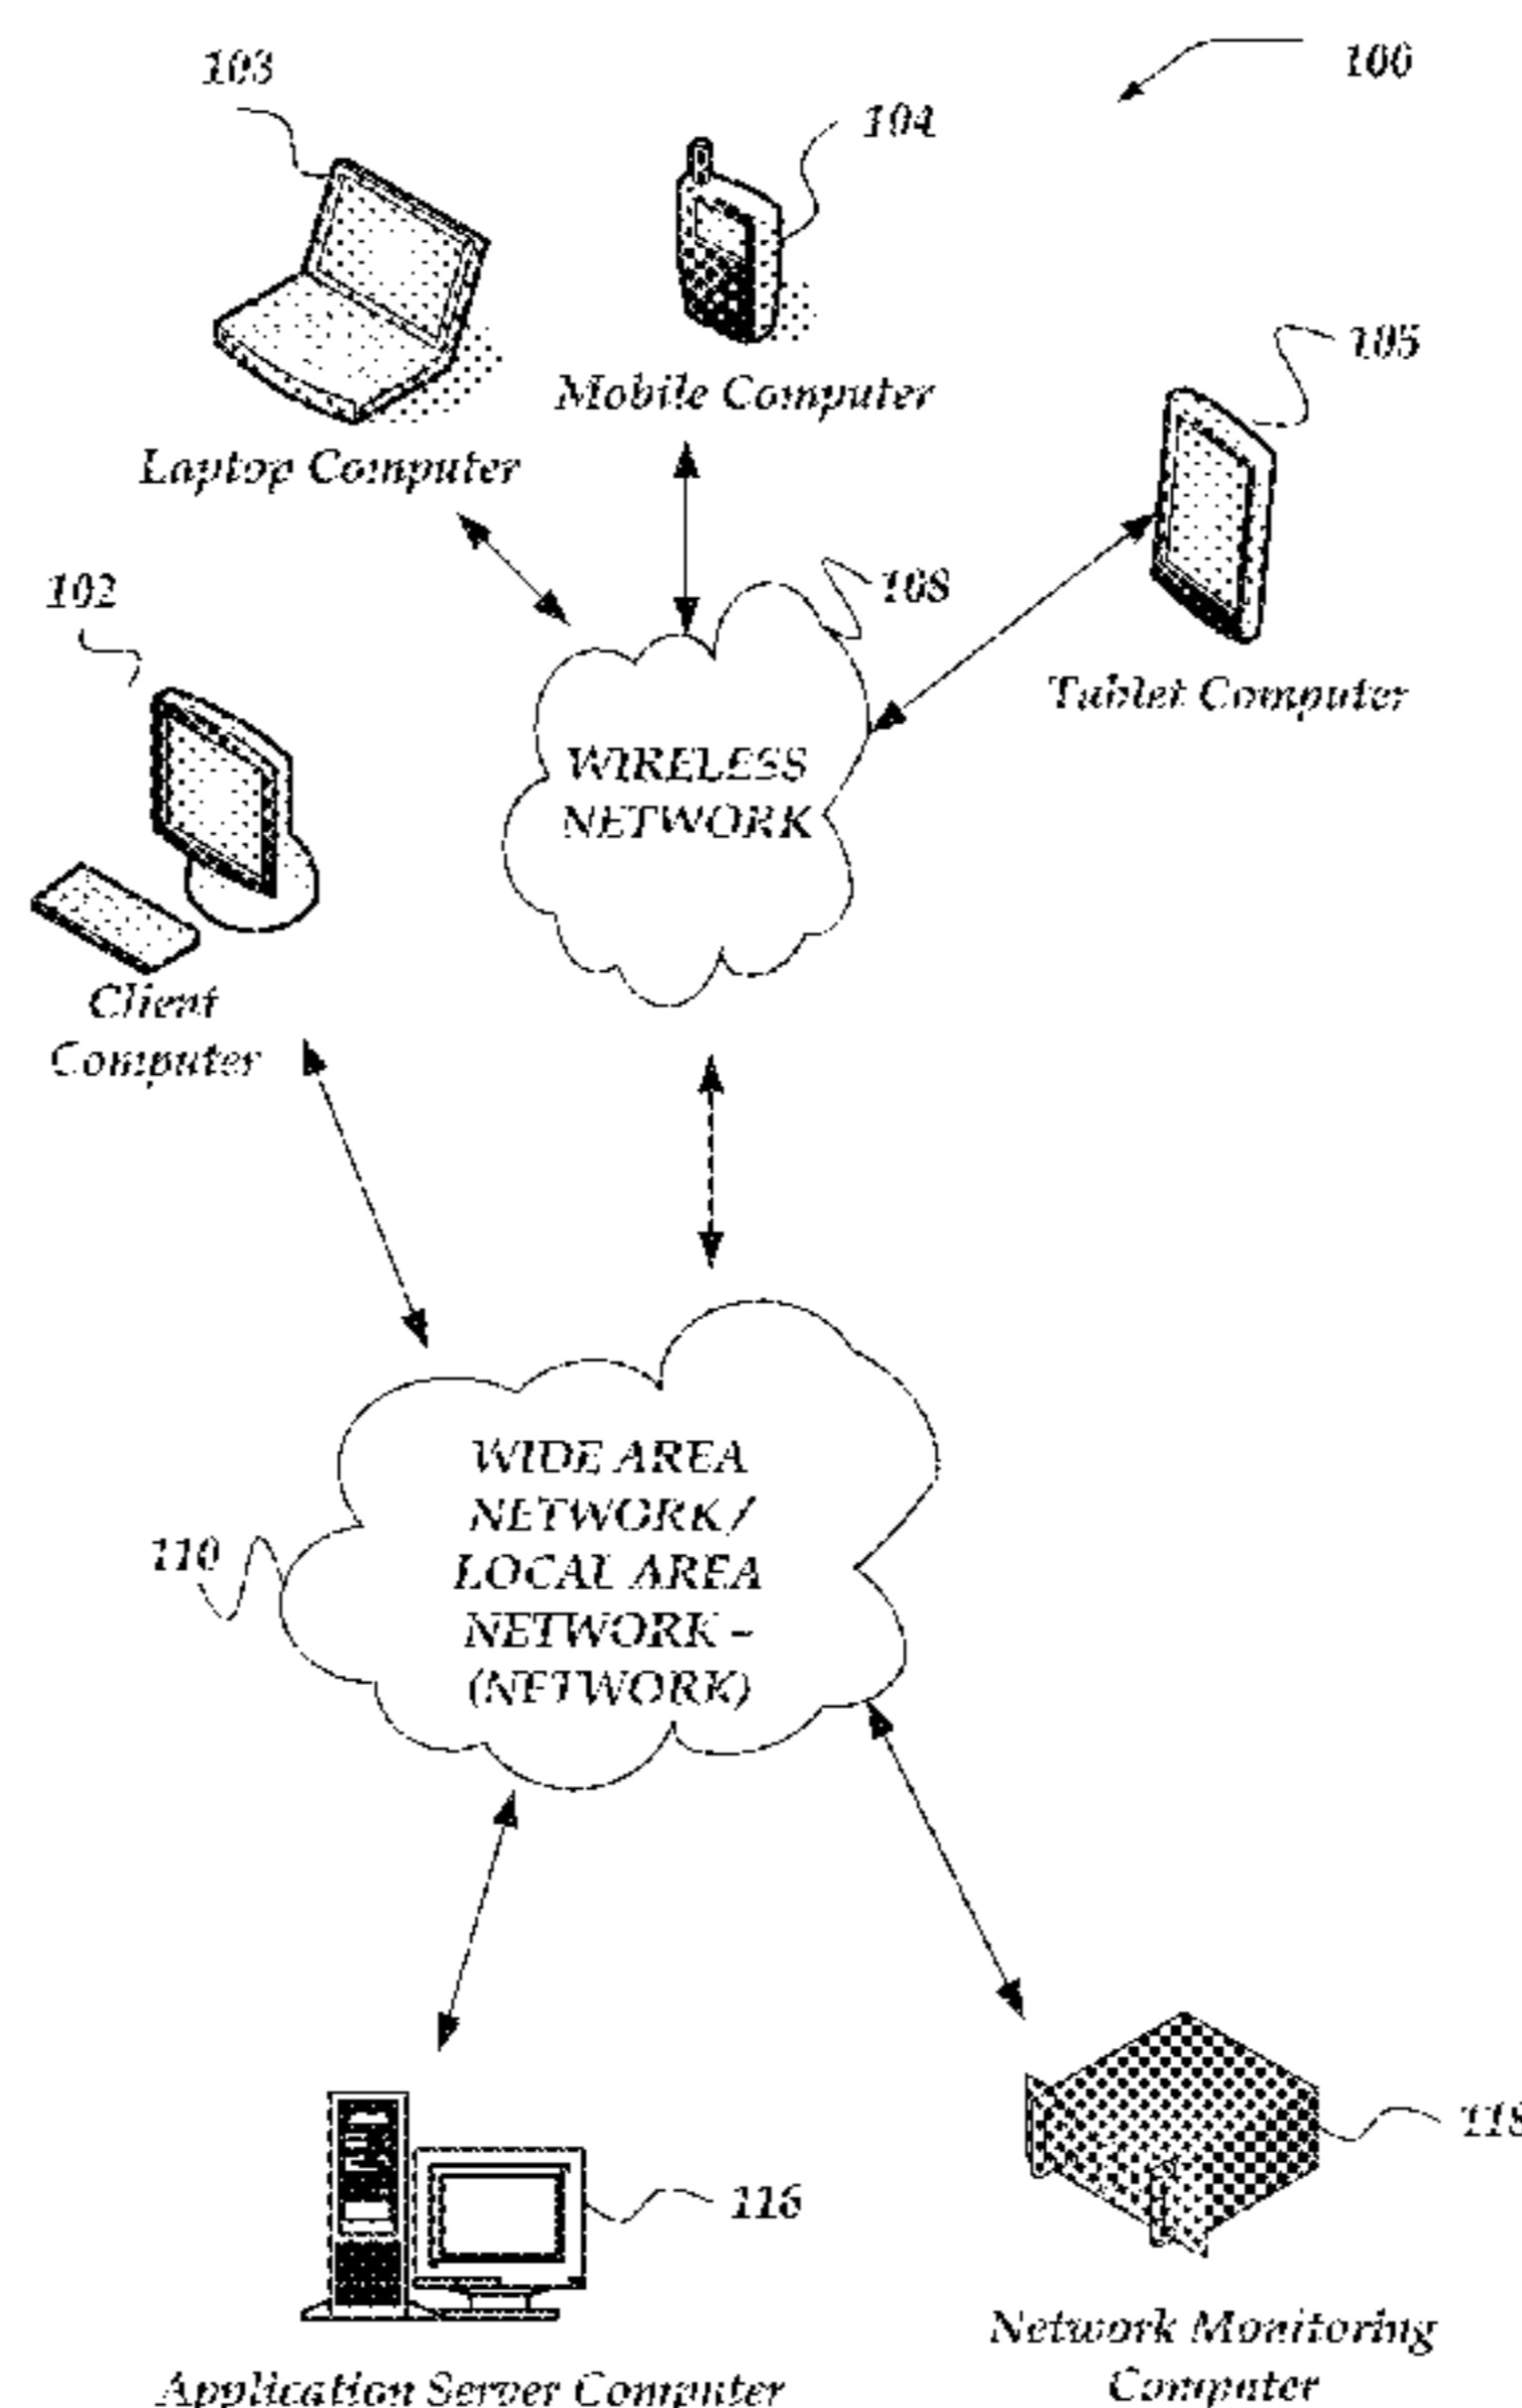 103
100
104
105
Mobile Computer
Laptop Computer
102
108
Tablet Computer
WIRELESS
NETWORK
Client
Computer
WIDE AREA
NETWORK /
LOCAL AREA
NETWORK –
(NETWORK)
110
118
116
Network Monitoring
Computer
Application Server Computer